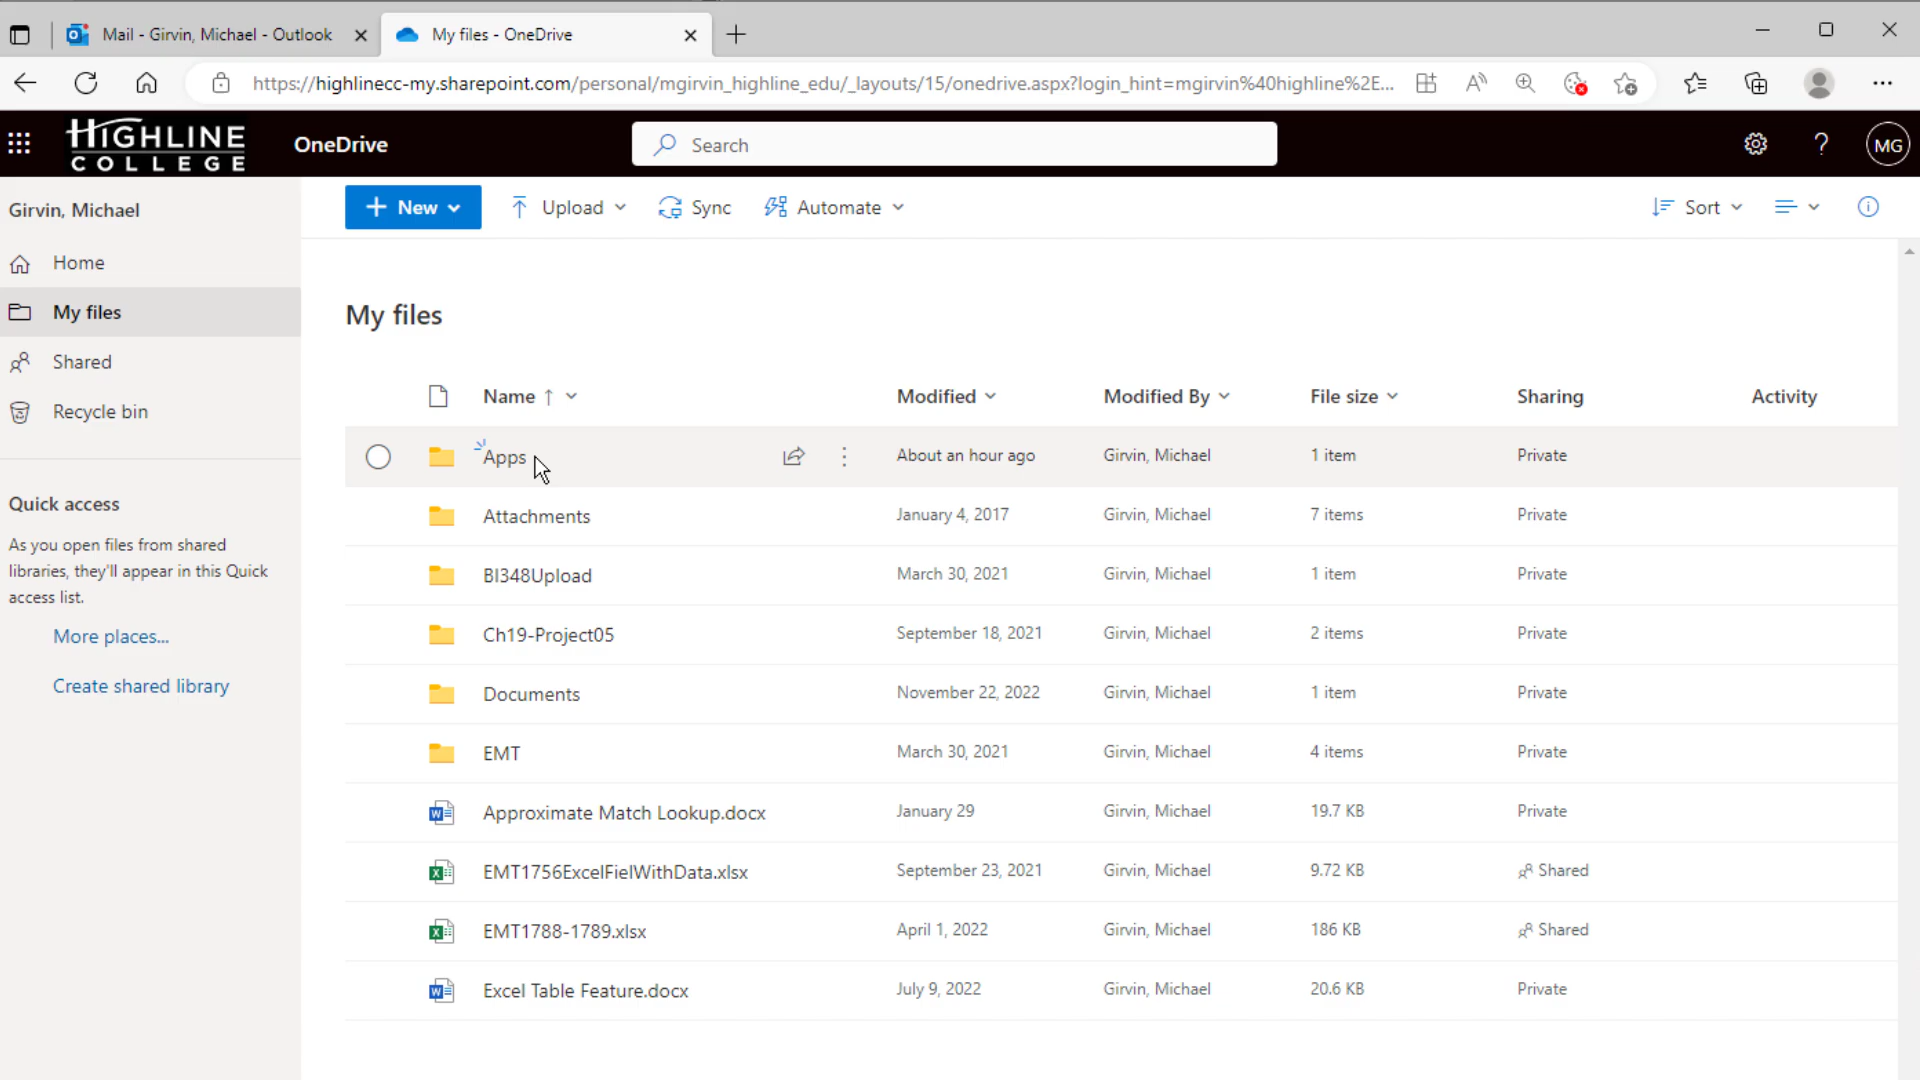 Mail - Girvin, Michael - Outlook
My files - OneDrive
https://highlinecc-my.sharepoint.com/personal/mgirvin_highline_edu/_layouts/15/onedrive.aspx?login_hint=mgirvin%40highline%2E...
HIGHLINE
COLLEGE
OneDrive
Search
MG
Girvin, Michael
Home
My files
Shared
Recycle bin
Quick access
As you open files from shared
libraries, they'll appear in this Quick
access list.
More places...
Create shared library
New
Upload
Sync
Automate
Sort
My files
Name Modified Modified By File size Sharing Activity
Apps About an hour ago Girvin, Michael 1 item Private
Attachments January 4, 2017 Girvin, Michael 7 items Private
BI348Upload March 30, 2021 Girvin, Michael 1 item Private
Ch19-Project05 September 18, 2021 Girvin, Michael 2 items Private
Documents November 22, 2022 Girvin, Michael 1 item Private
EMT March 30, 2021 Girvin, Michael 4 items Private
Approximate Match Lookup.docx January 29 Girvin, Michael 19.7 KB Private
EMT1756ExcelFielWithData.xlsx September 23, 2021 Girvin, Michael 9.72 KB Shared
EMT1788-1789.xlsx April 1, 2022 Girvin, Michael 186 KB Shared
Excel Table Feature.docx July 9, 2022 Girvin, Michael 20.6 KB Private